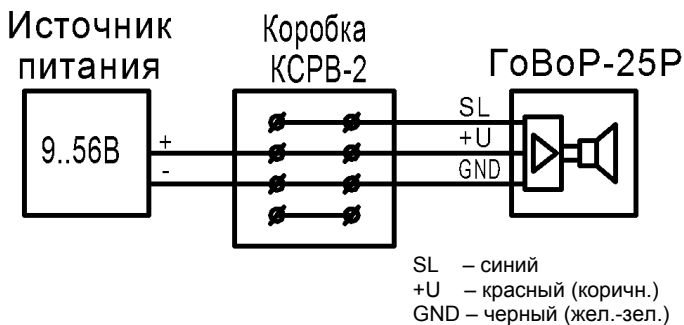 Источник
питания
Коробка
КСРВ-2
ГоВоР-25Р
9..56В
+
-
SL
+U
GND
SL – синий
+U – красный (коричн.)
GND – черный (жел.-зел.)